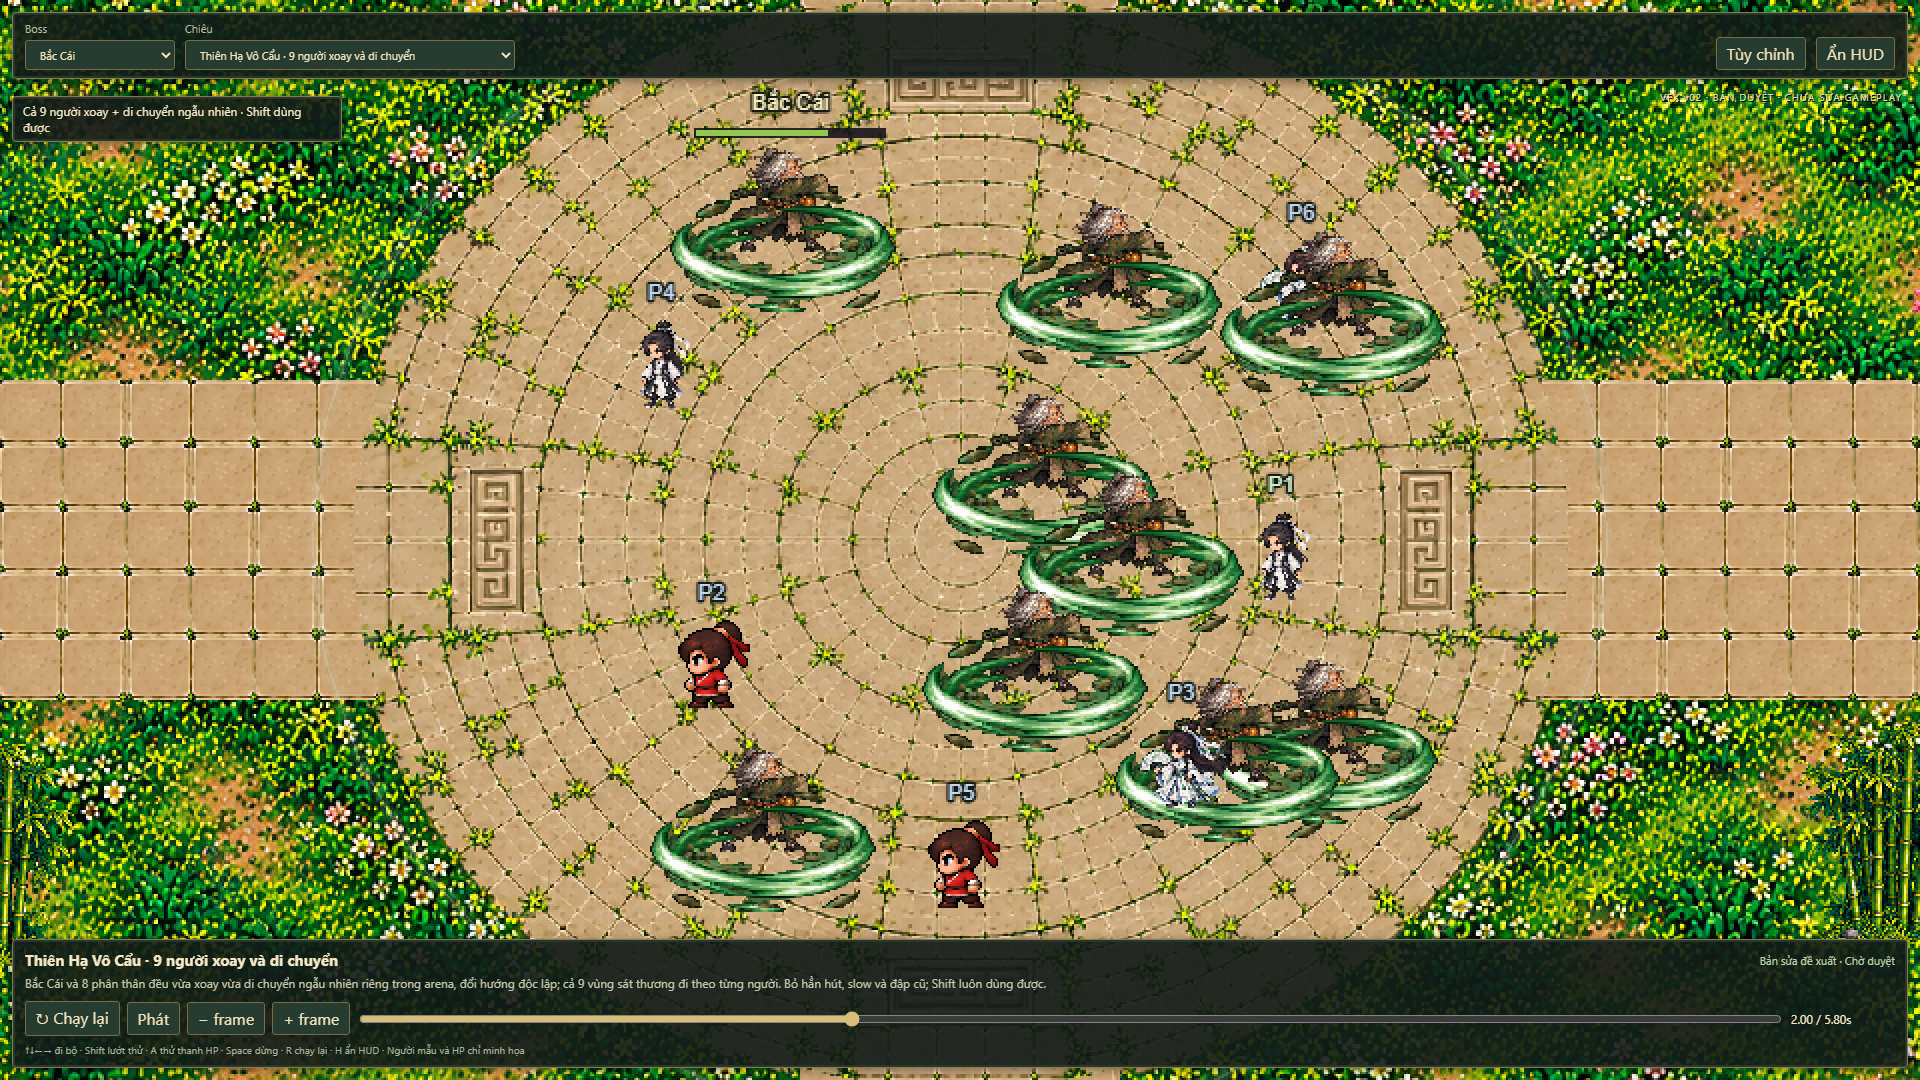 Boss
Chiêu
Bắc Cái
Thiên Hạ Vô Cẩu · 9 người xoay và di chuyển
Tùy chỉnh
Ẩn HUD
Cả 9 người xoay + di chuyển ngẫu nhiên · Shift dùng
được
BẢN DUYỆT · CHƯA SỬA GAMEPLAY
Bắc Cái
P6
P4
P1
P2
P3
P5
Thiên Hạ Vô Cẩu · 9 người xoay và di chuyển
Bản sửa đề xuất · Chờ duyệt
Bắc Cái và 8 phân thân đều vừa xoay vừa di chuyển ngẫu nhiên riêng trong arena, đổi hướng độc lập; cả 9 vùng sát thương đi theo từng người. Bỏ hẳn hút, slow và đập cũ; Shift luôn dùng được.
↻ Chạy lại
Phát
− frame
+ frame
2.00 / 5.80s
↑↓←→ đi bộ · Shift lướt thử · A thử thanh HP · Space dừng · R chạy lại · H ẩn HUD · Người mẫu và HP chỉ minh họa